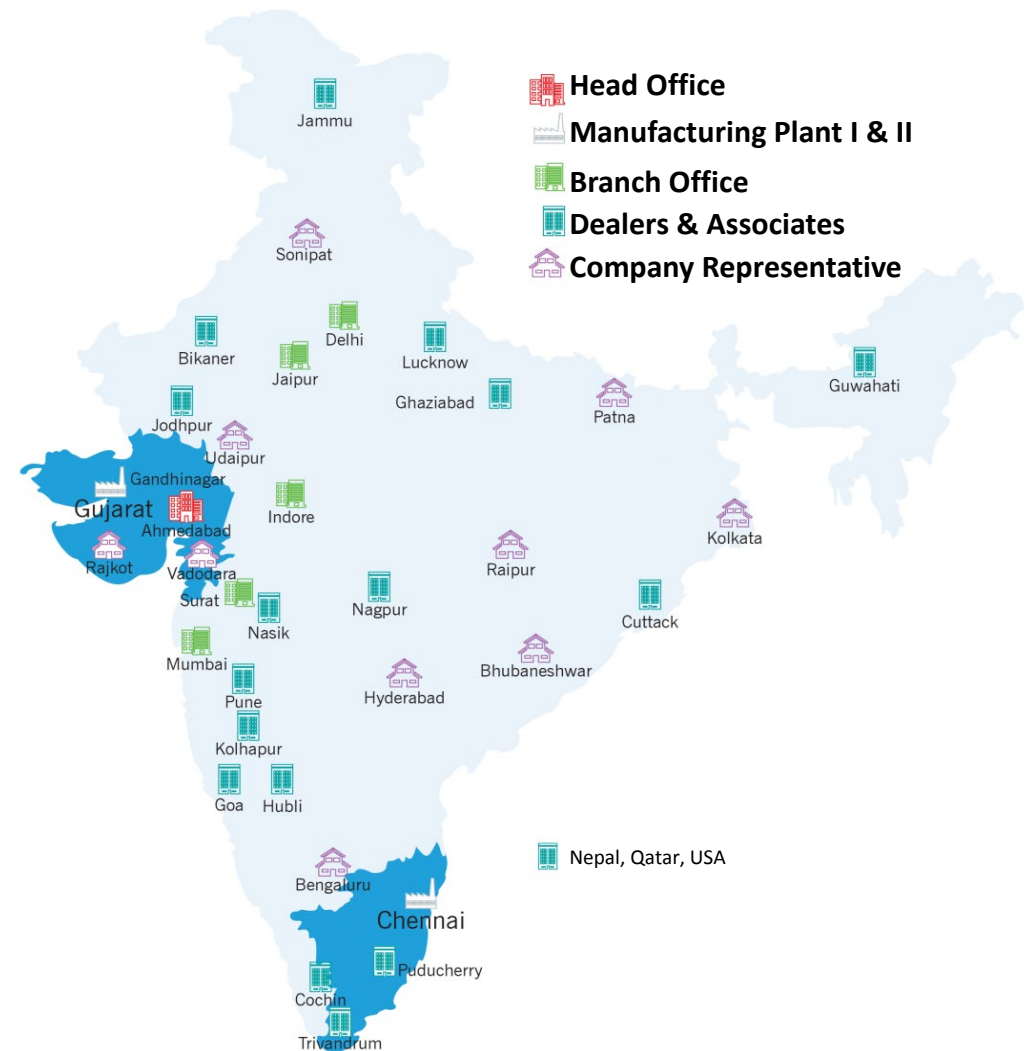 Head Office
Manufacturing Plant I & II
Branch Office
Dealers & Associates
Company Representative
Jammu
Sonipat
Delhi
Bikaner
Lucknow
Jaipur
Guwahati
Ghaziabad
Patna
Jodhpur
Udaipur
Gandhinagar
Gujarat
Indore
Ahmedabad
Kolkata
Rajkot
Vadodara
Raipur
Surat
Nagpur
Cuttack
Nasik
Mumbai
Bhubaneshwar
Hyderabad
Pune
Kolhapur
Goa
Hubli
Nepal, Qatar, USA
Bengaluru
Chennai
Puducherry
Cochin
Trivandrum